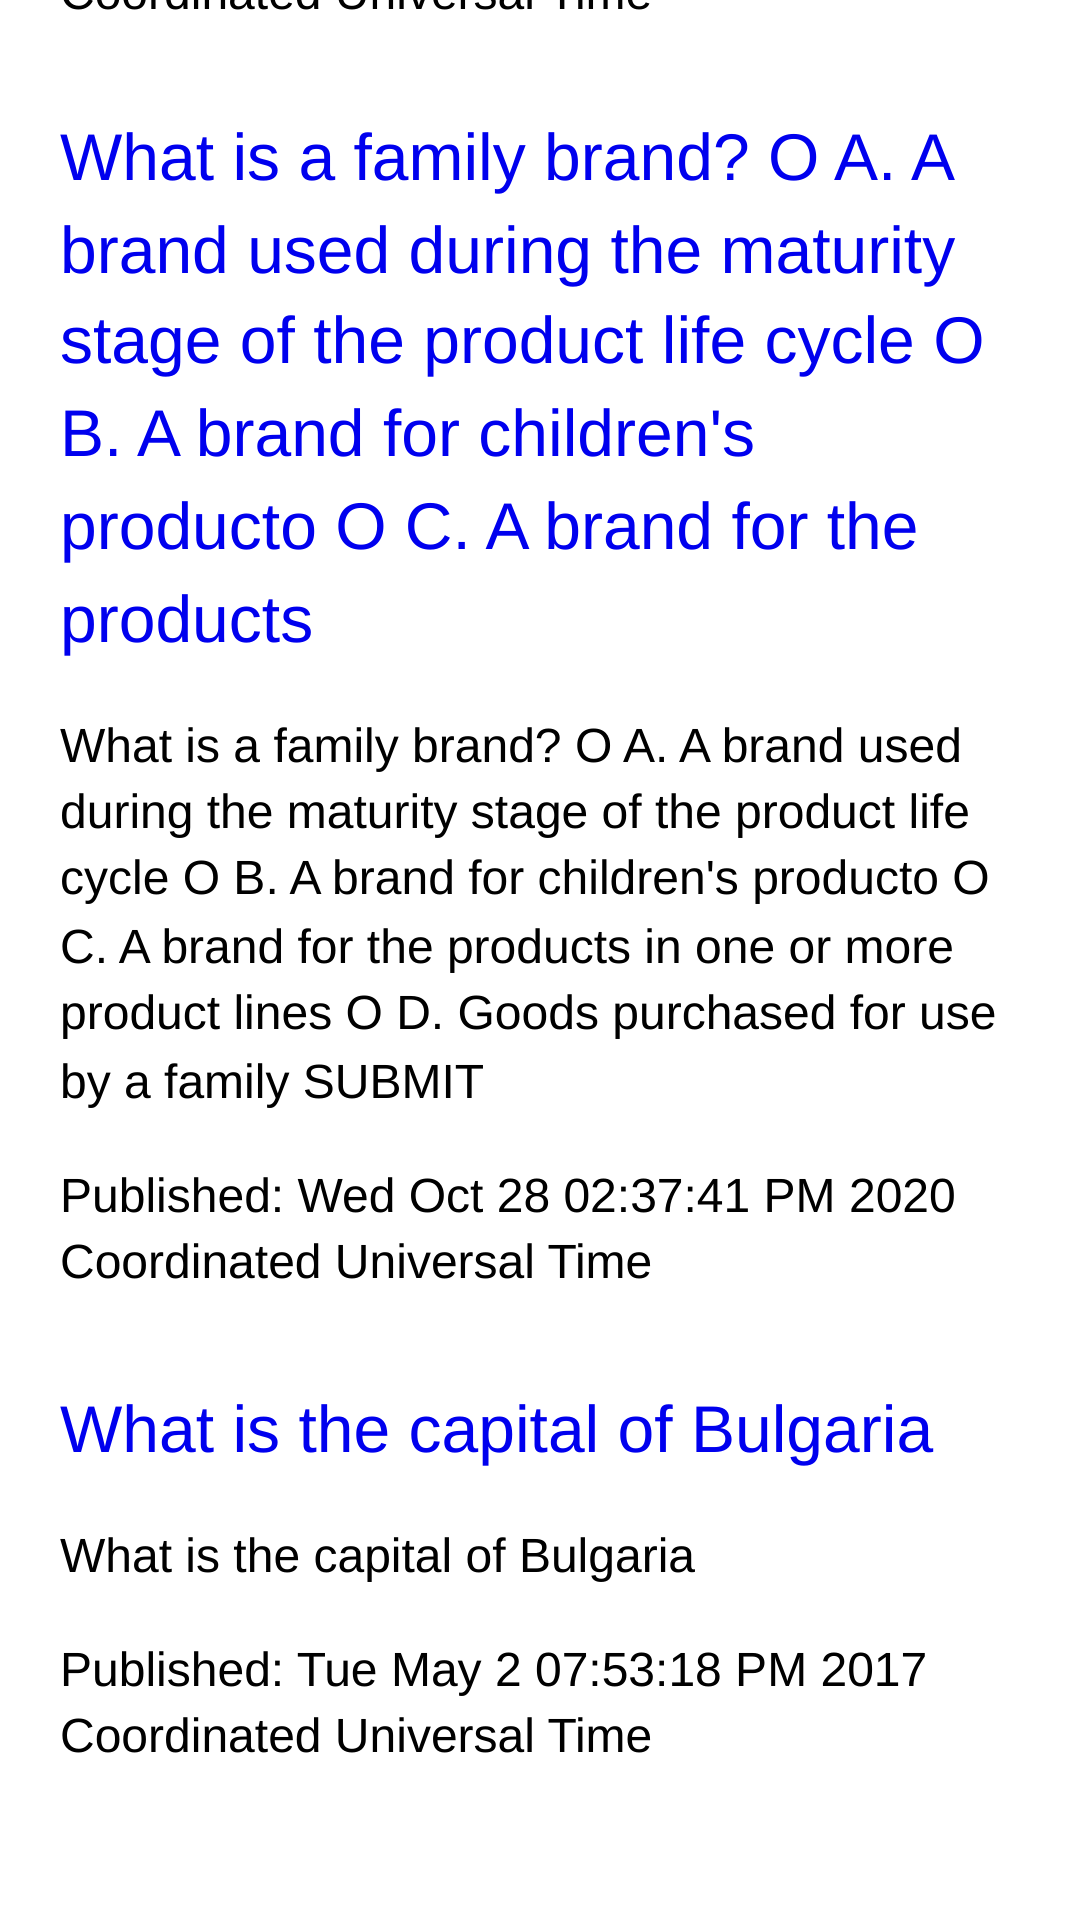 Coordinated Universal Time
What is a family brand? O A. A
brand used during the maturity
stage of the product life cycle O
B. A brand for children's
producto O C. A brand for the
products
What is a family brand? O A. A brand used
during the maturity stage of the product life
cycle O B. A brand for children's producto O
C. A brand for the products in one or more
product lines O D. Goods purchased for use
by a family SUBMIT
Published: Wed Oct 28 02:37:41 PM 2020
Coordinated Universal Time
What is the capital of Bulgaria
What is the capital of Bulgaria
Published: Tue May 2 07:53:18 PM 2017
Coordinated Universal Time